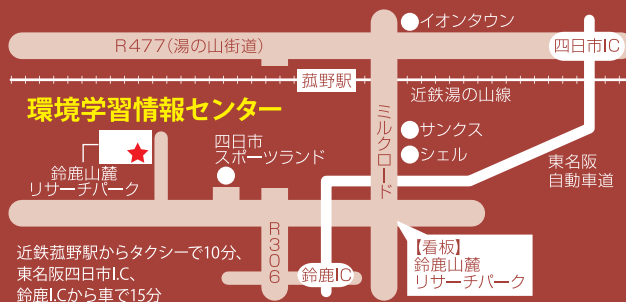 イオンタウン
R477(湯の山街道)
四日市IC
菰野駅
近鉄湯の山線
環境学習情報センター
ミルクロード
サンクス
シェル
四日市
スポーツランド
鈴鹿山麓
リサーチパーク
東名阪
自動車道
R306
鈴鹿IC
【看板】
鈴鹿山麓
リサーチパーク
近鉄菰野駅からタクシーで10分、
東名阪四日市I.C、
鈴鹿I.Cから車で15分